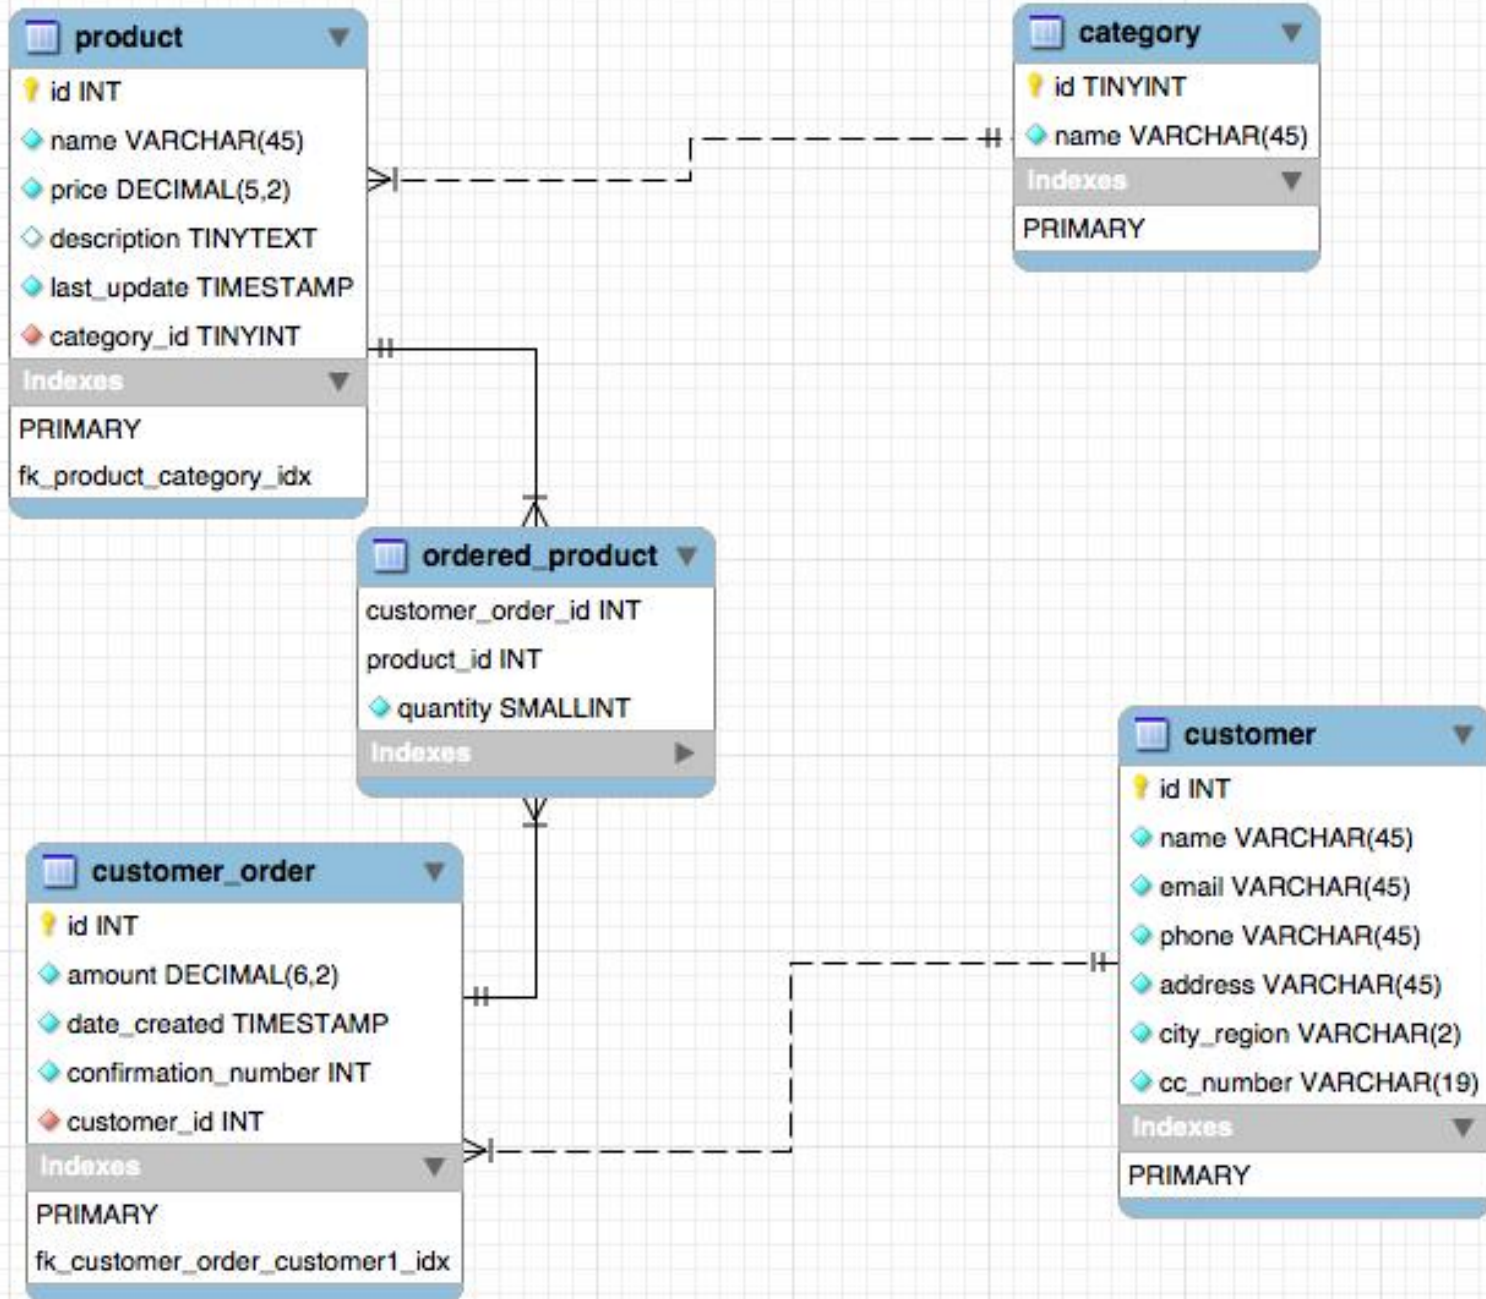 product
id INT
name VARCHAR(45)
price DECIMAL(5,2)
description TINYTEXT
last_update TIMESTAMP
category_id TINYINT
Indexes
PRIMARY
fk_product_category_idx
category
id TINYINT
name VARCHAR(45)
Indexes
PRIMARY
ordered_product
customer_order_id INT
product_id INT
quantity SMALLINT
Indexes
customer_order
id INT
amount DECIMAL(6,2)
date_created TIMESTAMP
confirmation_number INT
customer_id INT
Indexes
PRIMARY
fk_customer_order_customer1_idx
customer
id INT
name VARCHAR(45)
email VARCHAR(45)
phone VARCHAR(45)
address VARCHAR(45)
city_region VARCHAR(2)
cc_number VARCHAR(19)
Indexes
PRIMARY